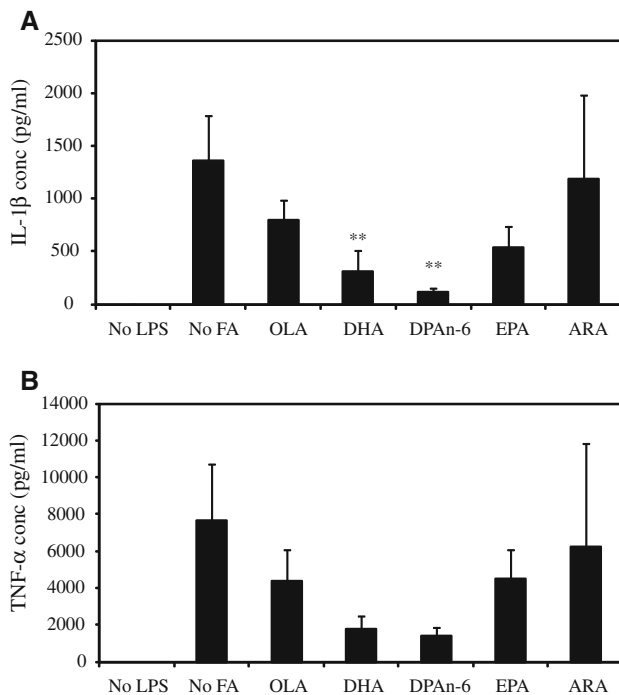 A
IL-1β conc (pg/ml)
2500
2000
1500
1000
500
0
** **
No LPS No FA OLA DHA DPAn-6 EPA ARA
B
TNF-α conc (pg/ml)
14000
12000
10000
8000
6000
4000
2000
0
No LPS No FA OLA DHA DPAn-6 EPA ARA